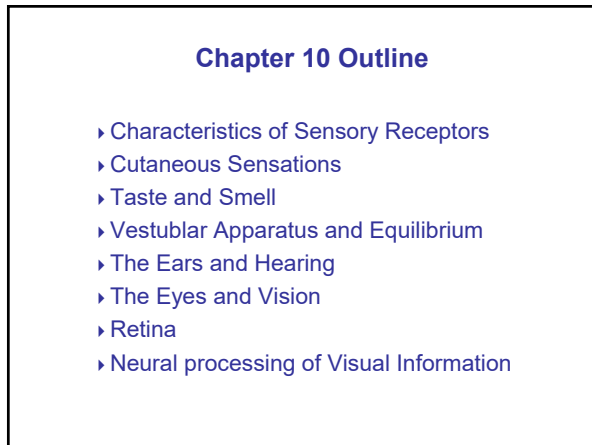 Chapter 10 Outline
Characteristics of Sensory Receptors
Cutaneous Sensations
Taste and Smell
Vestublar Apparatus and Equilibrium
The Ears and Hearing
The Eyes and Vision
Retina
Neural processing of Visual Information